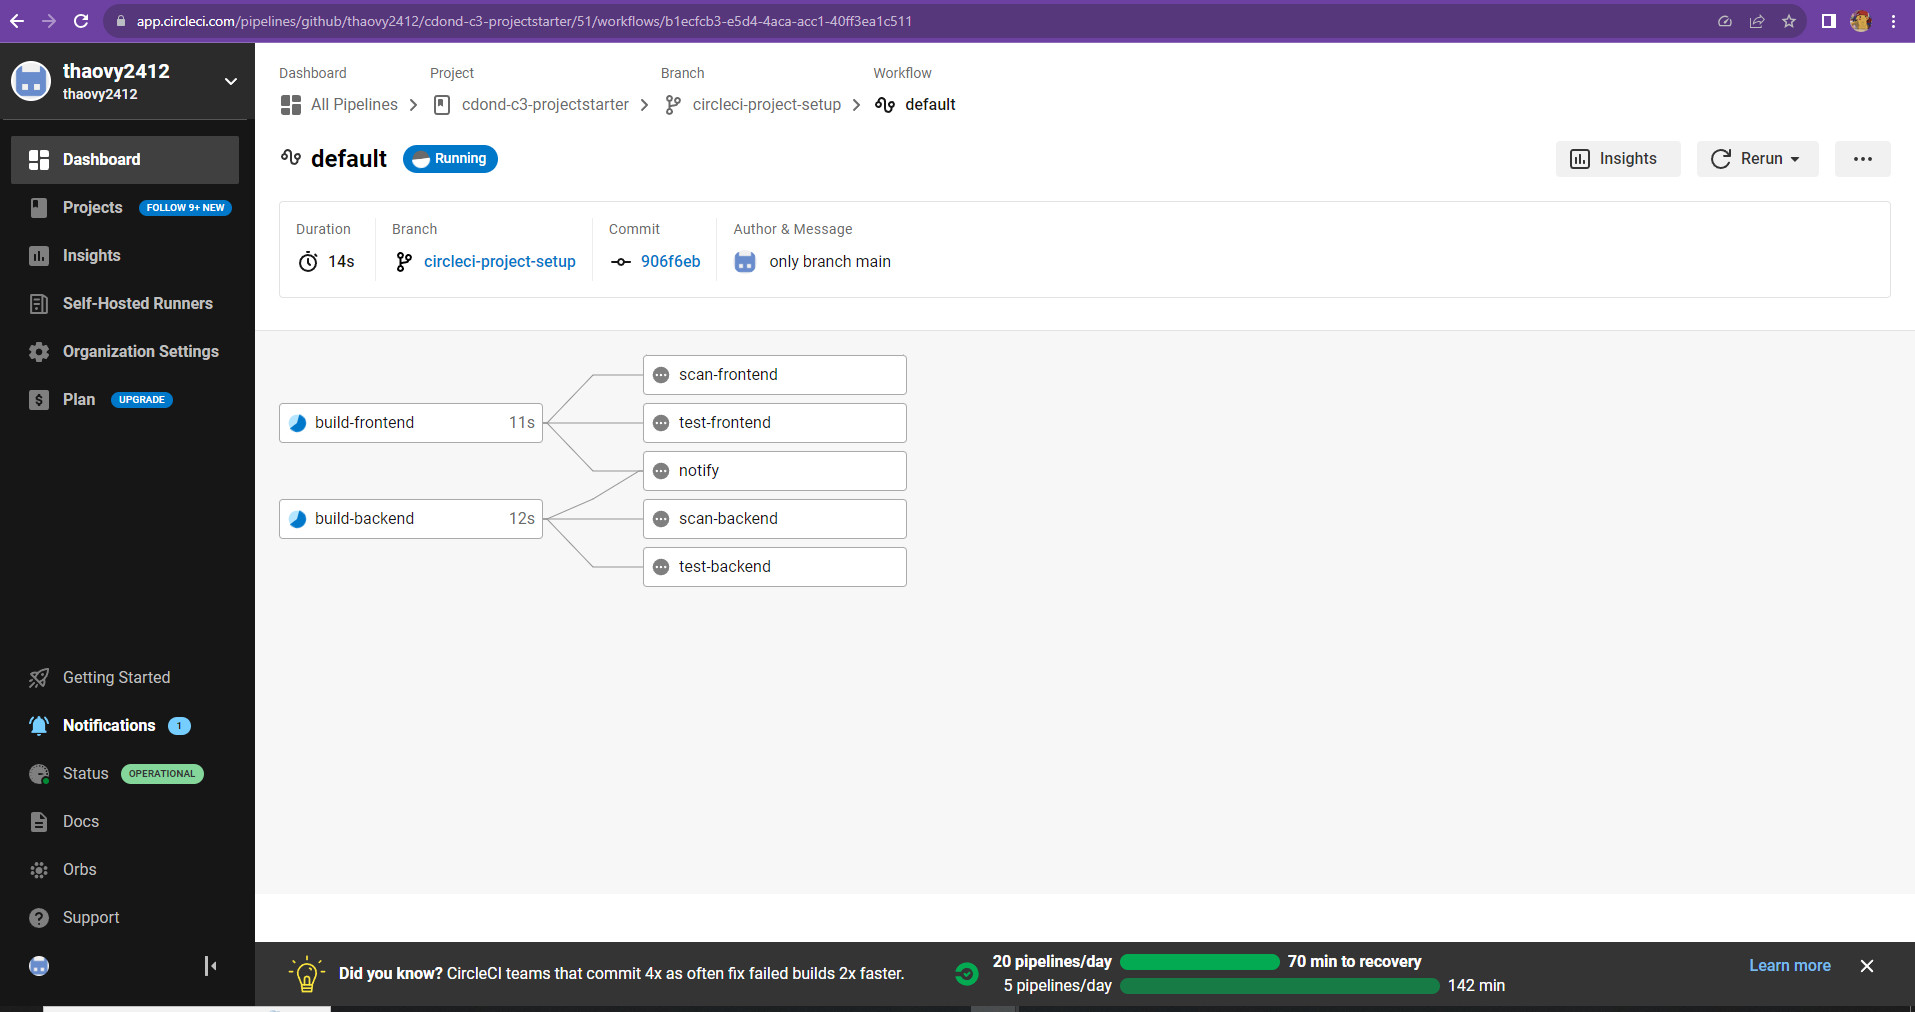 app.circleci.com/pipelines/github/thaovy2412/cdond-c3-projectstarter/51/workflows/b1ecfcb3-e5d4-4aca-acc1-40ff3ea1c511
thaovy2412
thaovy2412
Dashboard
Projects FOLLOW 9+ NEW
Insights
Self-Hosted Runners
Organization Settings
$ Plan UPGRADE
Getting Started
Notifications 1
Status OPERATIONAL
Docs
Orbs
? Support
Dashboard Project Branch Workflow
All Pipelines cdond-c3-projectstarter circleci-project-setup default
default Running
Insights Rerun
Duration Branch Commit Author & Message
14s circleci-project-setup 906f6eb only branch main
scan-frontend
build-frontend 11s test-frontend
notify
build-backend 12s scan-backend
test-backend
Did you know? CircleCI teams that commit 4x as often fix failed builds 2x faster.
20 pipelines/day 70 min to recovery
5 pipelines/day 142 min
Learn more